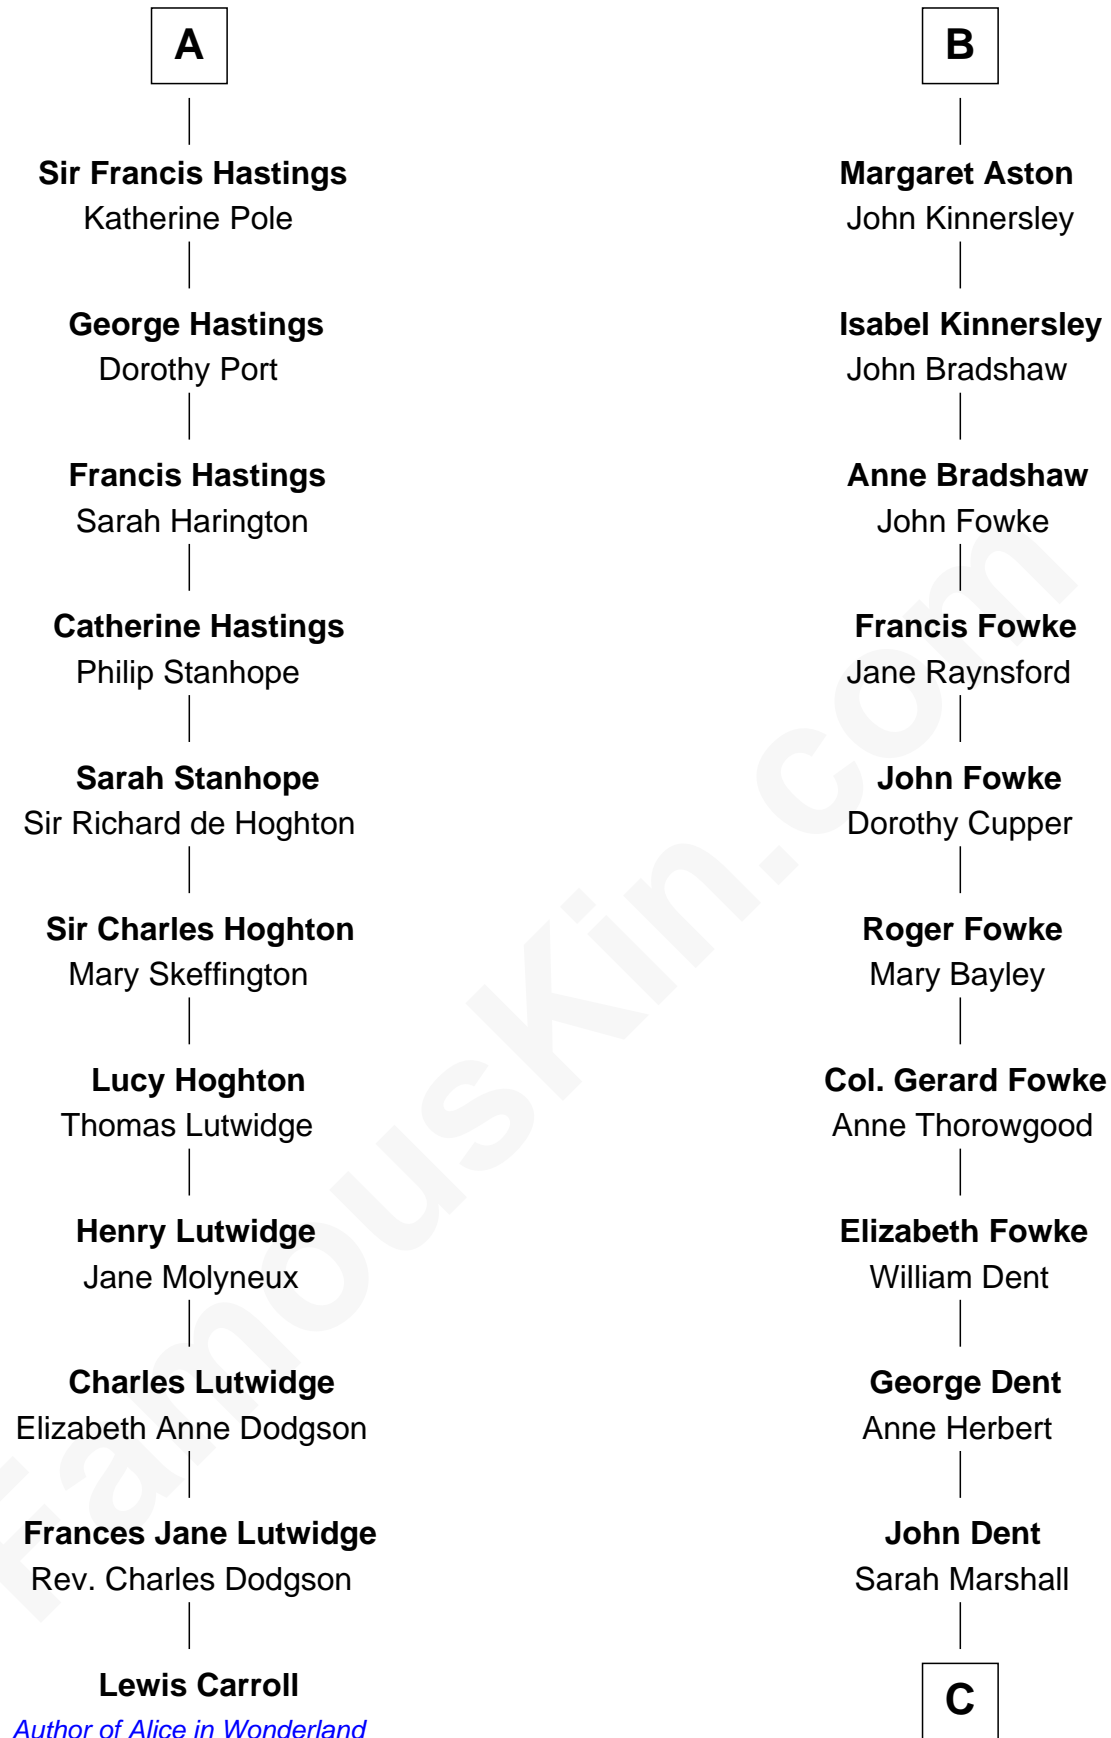 A
Sir Francis Hastings
Katherine Pole
George Hastings
Dorothy Port
Francis Hastings
Sarah Harington
Catherine Hastings
Philip Stanhope
Sarah Stanhope
Sir Richard de Hoghton
Sir Charles Hoghton
Mary Skeffington
Lucy Hoghton
Thomas Lutwidge
Henry Lutwidge
Jane Molyneux
Charles Lutwidge
Elizabeth Anne Dodgson
Frances Jane Lutwidge
Rev. Charles Dodgson
Lewis Carroll
Author of Alice in Wonderland
B
Margaret Aston
John Kinnersley
Isabel Kinnersley
John Bradshaw
Anne Bradshaw
John Fowke
Francis Fowke
Jane Raynsford
John Fowke
Dorothy Cupper
Roger Fowke
Mary Bayley
Col. Gerard Fowke
Anne Thorowgood
Elizabeth Fowke
William Dent
George Dent
Anne Herbert
John Dent
Sarah Marshall
C
FamousKin.com